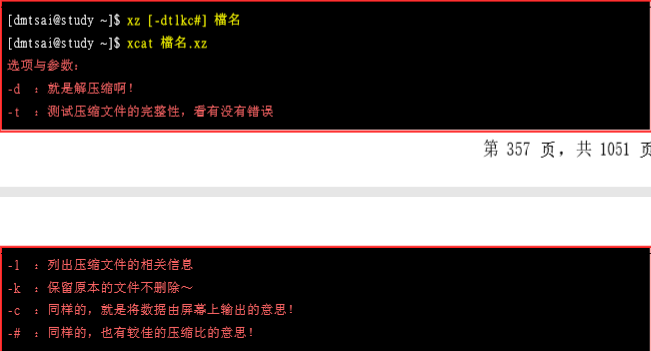 [dmtsai@study ~]$ xz [-dtlkc#] 檔名
[dmtsai@study ~]$ xcat 檔名.xz
选项与参数：
-d ：就是解压缩啊！
-t ：测试压缩文件的完整性，看有没有错误
第 357 页，共 1051 页
-l ：列出压缩文件的相关信息
-k ：保留原本的文件不删除～
-c ：同样的，就是将数据由屏幕上输出的意思！
-# ：同样的，也有较佳的压缩比的意思！